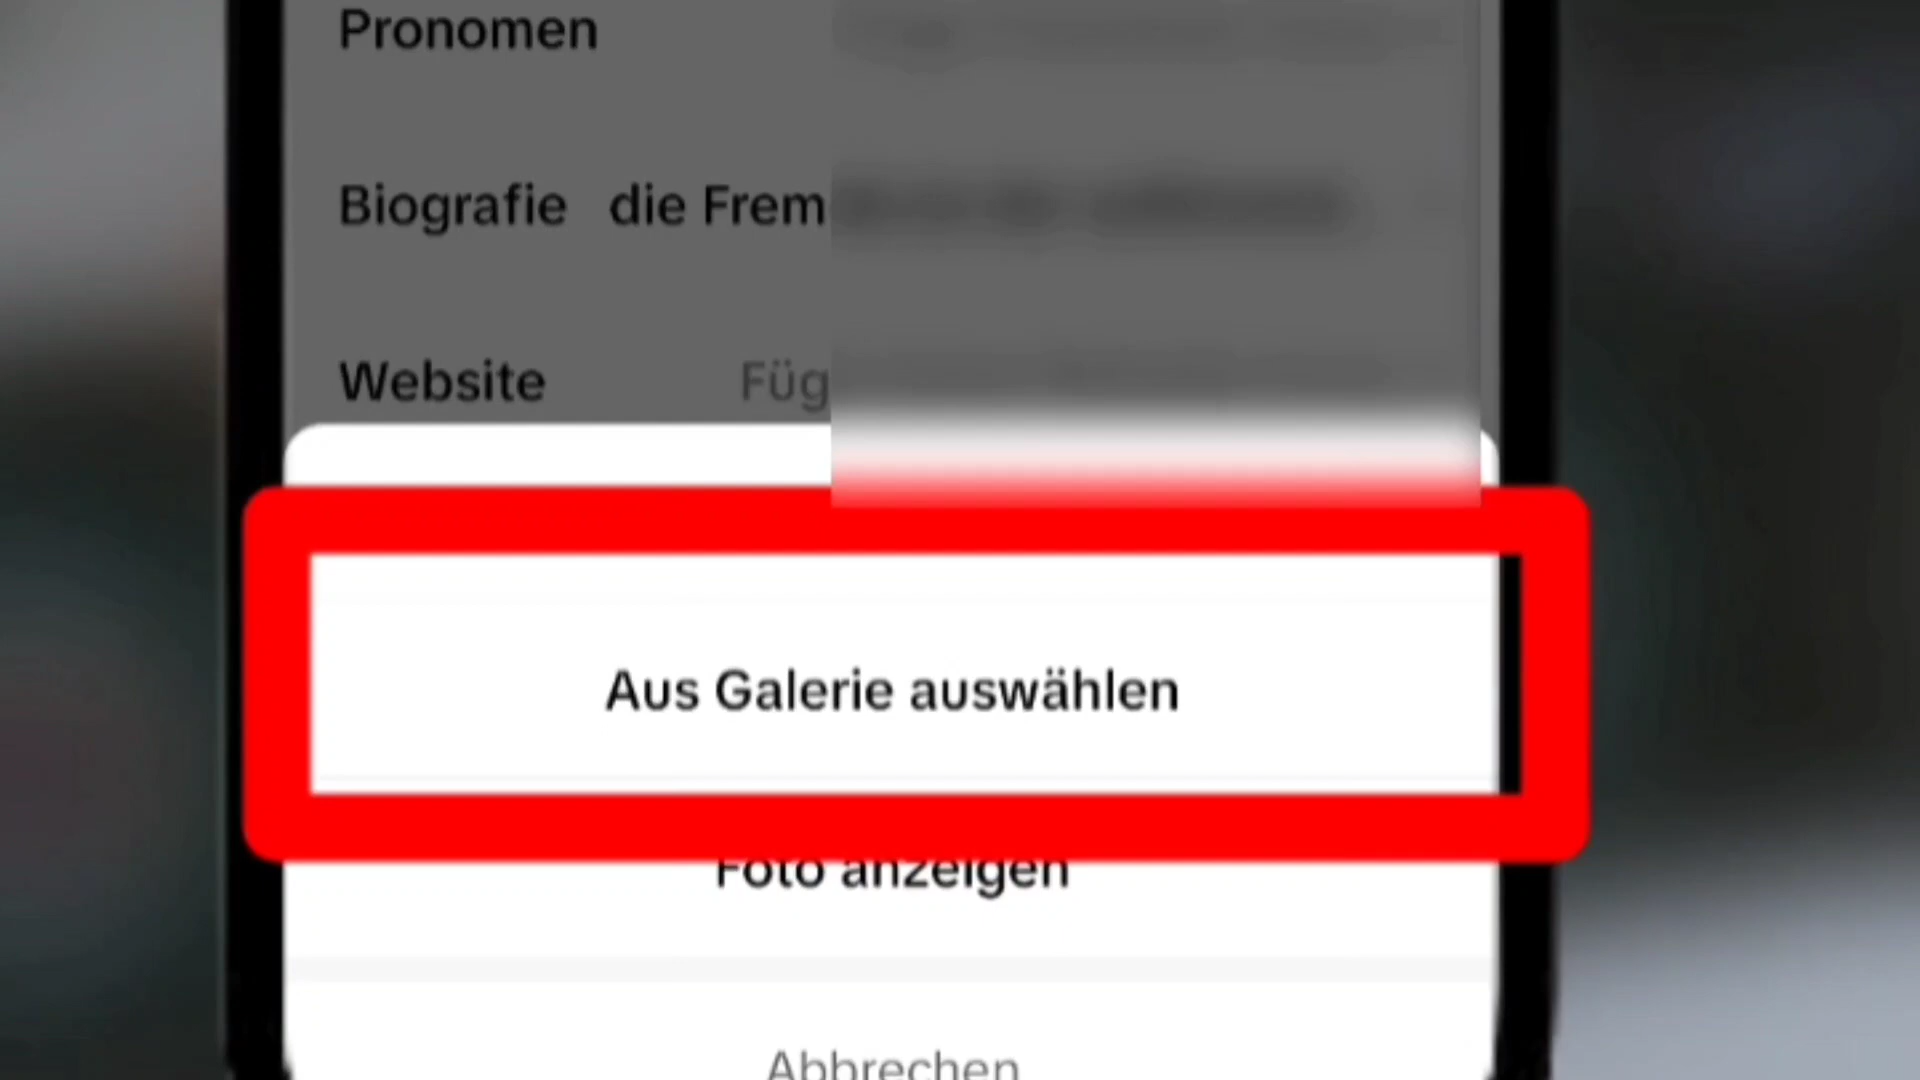 Pronomen
Biografie die Frem
Website Füg
Aus Galerie auswählen
Foto anzeigen
Abbrechen